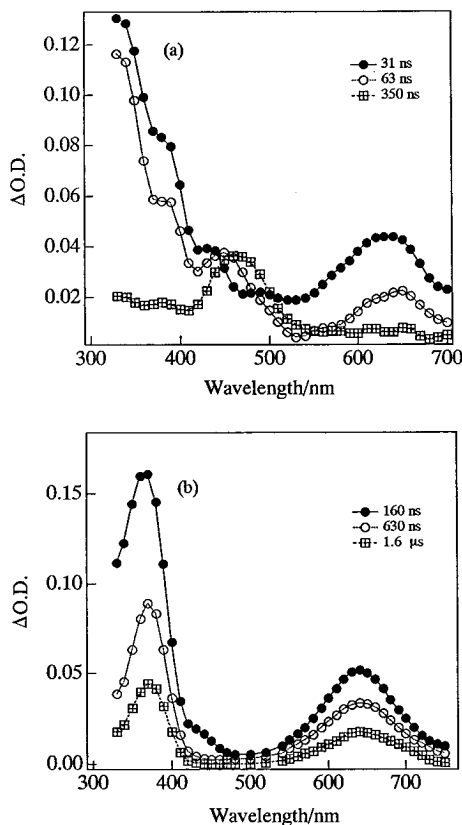 0.12
0.10
0.08
0.06
0.04
0.02
ΔO.D.
(a)
31 ns
63 ns
350 ns
300 400 500 600 700
Wavelength/nm
0.15
0.10
0.05
0.00
ΔO.D.
(b)
160 ns
630 ns
1.6 μs
300 400 500 600 700
Wavelength/nm